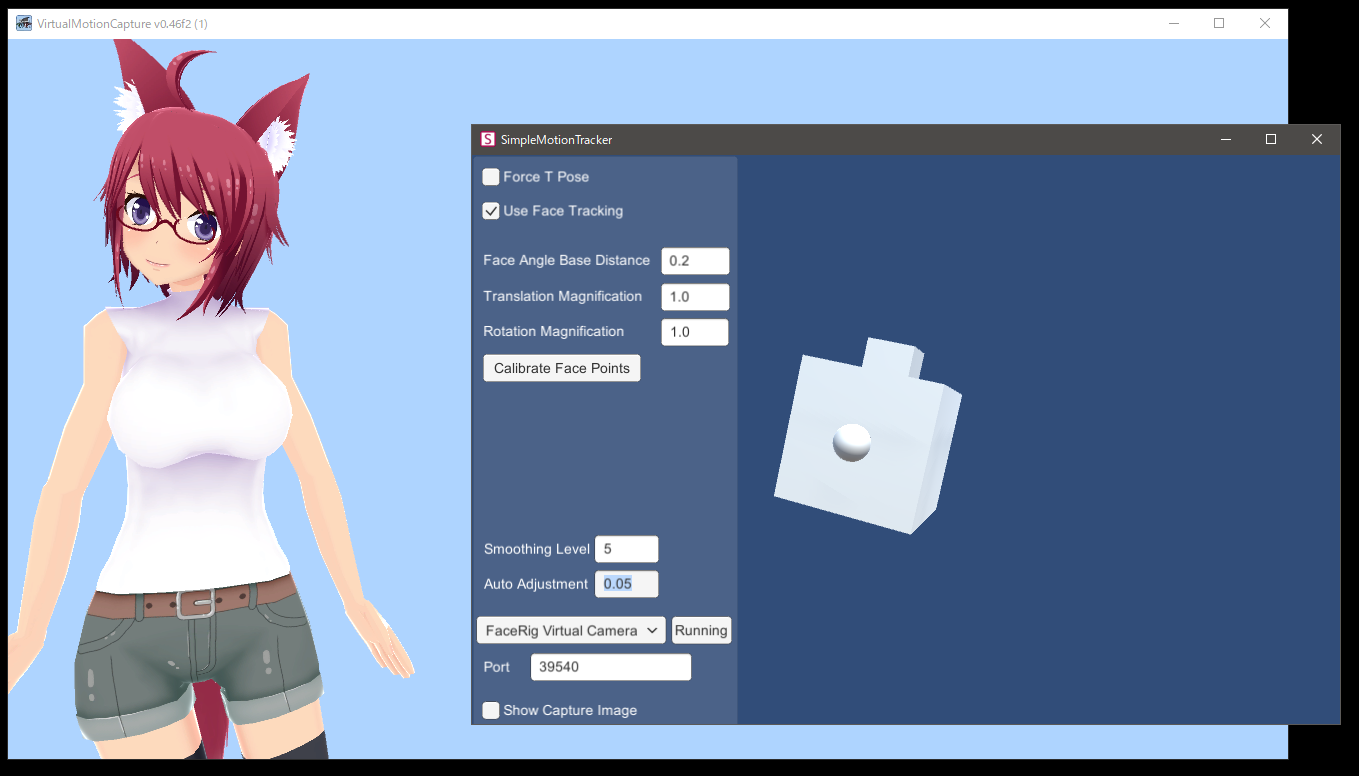 VirtualMotionCapture v0.46f2 (1)
S SimpleMotionTracker
Force T Pose
Use Face Tracking
Face Angle Base Distance 0.2
Translation Magnification 1.0
Rotation Magnification 1.0
Calibrate Face Points
Smoothing Level 5
Auto Adjustment 0.05
FaceRig Virtual Camera Running
Port 39540
Show Capture Image